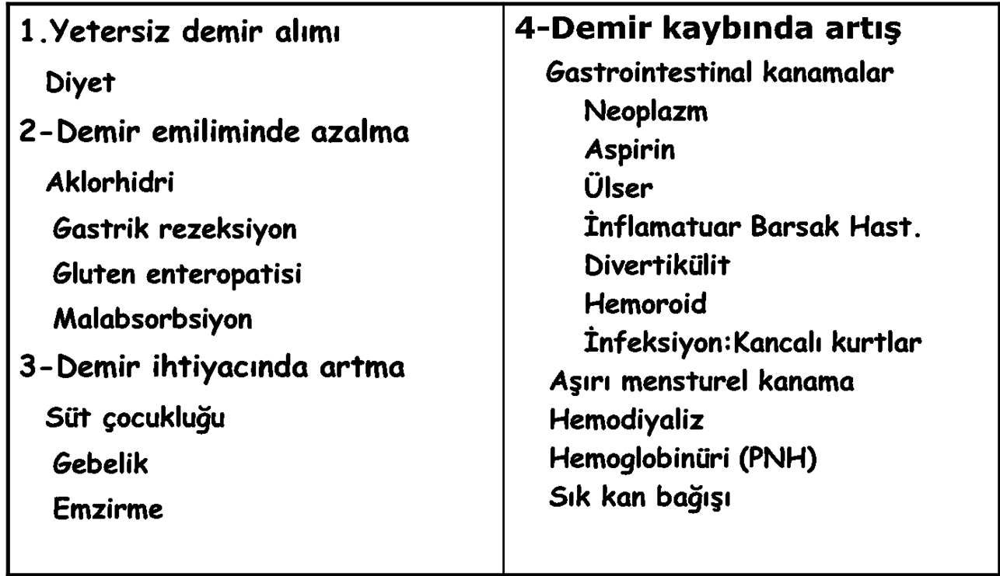 1.Yetersiz demir alımı
Diyet
2-Demir emiliminde azalma
Aklorhidri
Gastrik rezeksiyon
Gluten enteropatisi
Malabsorbsiyon
3-Demir ihtiyacında artma
Süt çocukluğu
Gebelik
Emzirme
4-Demir kaybında artış
Gastrointestinal kanamalar
Neoplazm
Aspirin
Ülser
İnflamatuar Barsak Hast.
Divertikülit
Hemoroid
İnfeksiyon:Kancalı kurtlar
Aşırı mensturel kanama
Hemodiyaliz
Hemoglobinüri (PNH)
Sık kan bağışı